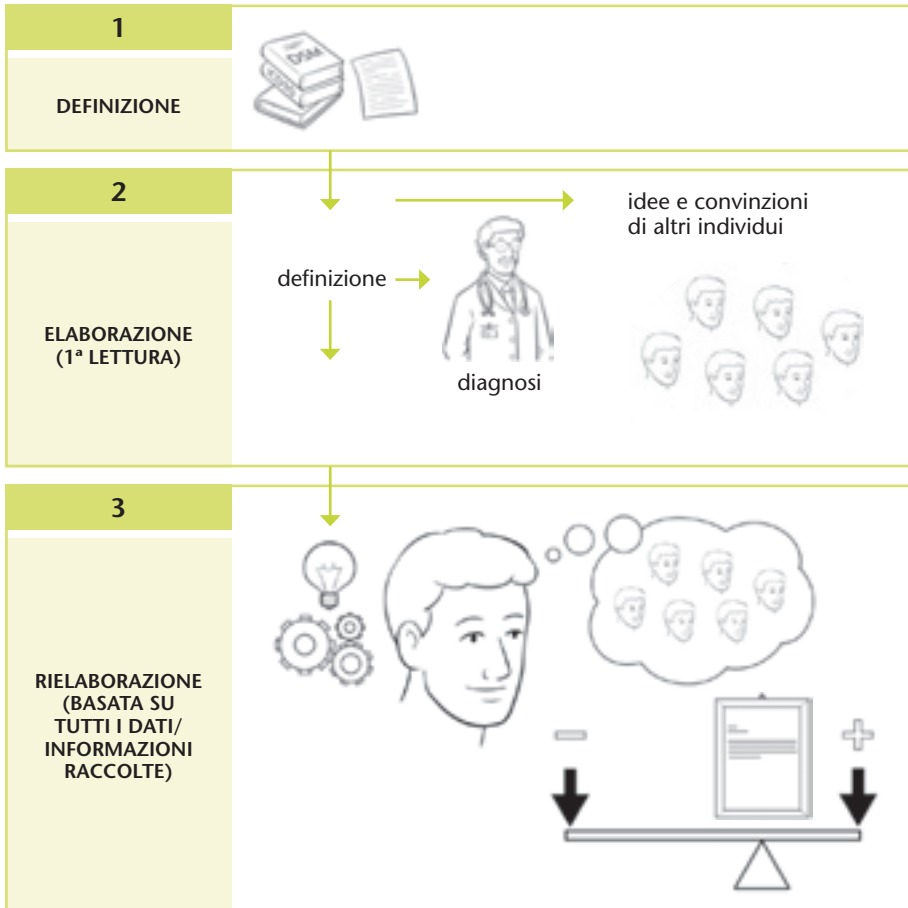 1
DEFINIZIONE
DSM
2
ELABORAZIONE
(1ª LETTURA)
definizione
diagnosi
idee e convinzioni
di altri individui
3
RIELABORAZIONE
(BASATA SU
TUTTI I DATI/
INFORMAZIONI
RACCOLTE)